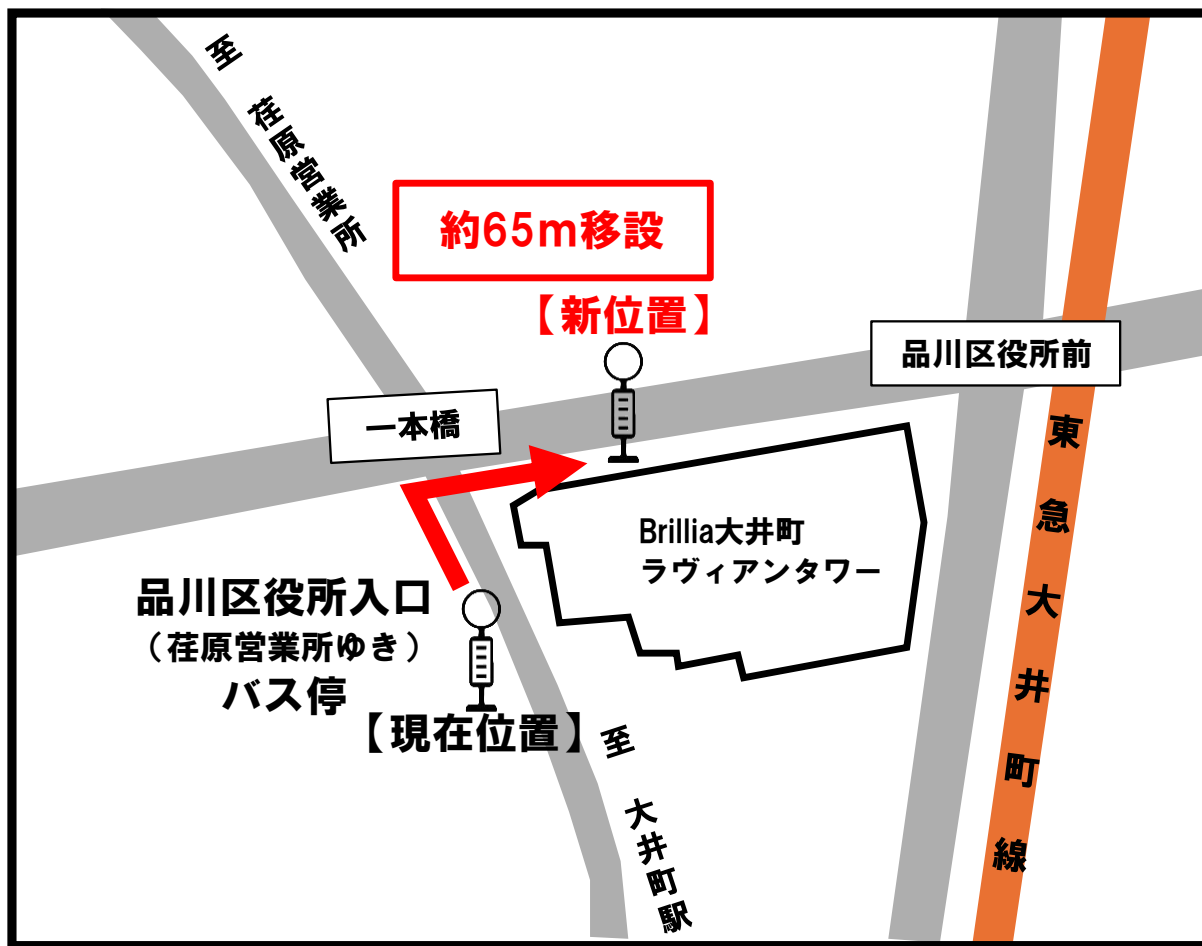 至 荏原営業所
約65m移設
【新位置】
品川区役所前
一本橋
東急大井町線
Brillia大井町
ラヴィアンタワー
品川区役所入口
（荏原営業所ゆき）
バス停
【現在位置】
至 大井町駅